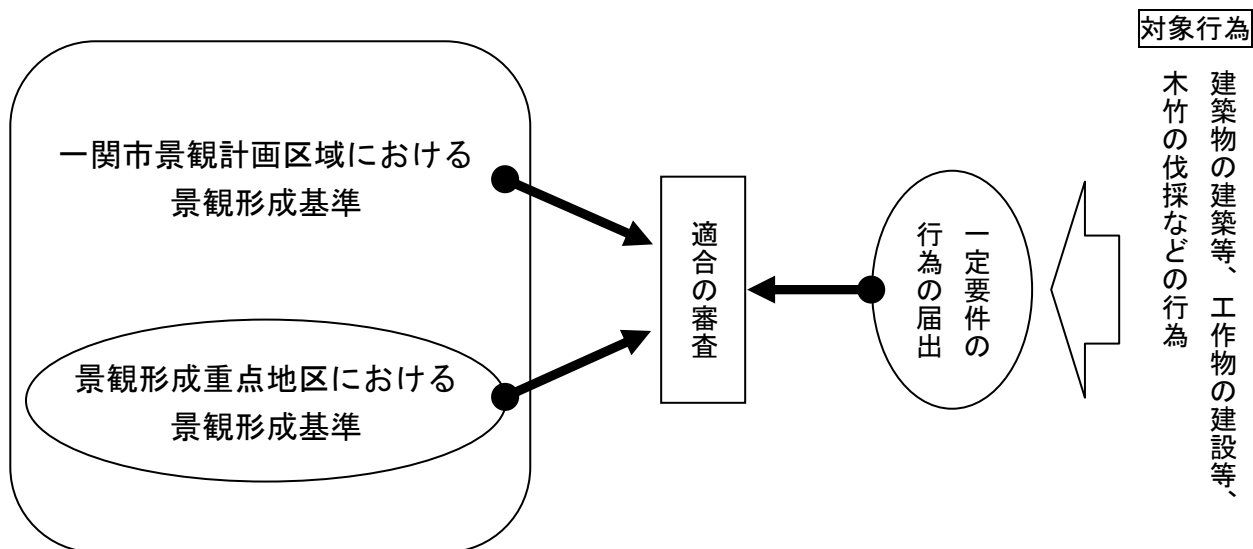 対象行為
建築物の建築等、工作物の建設等、
木竹の伐採などの行為
一定要件の
行為の届出
適合の審査
一関市景観計画区域における
景観形成基準
景観形成重点地区における
景観形成基準